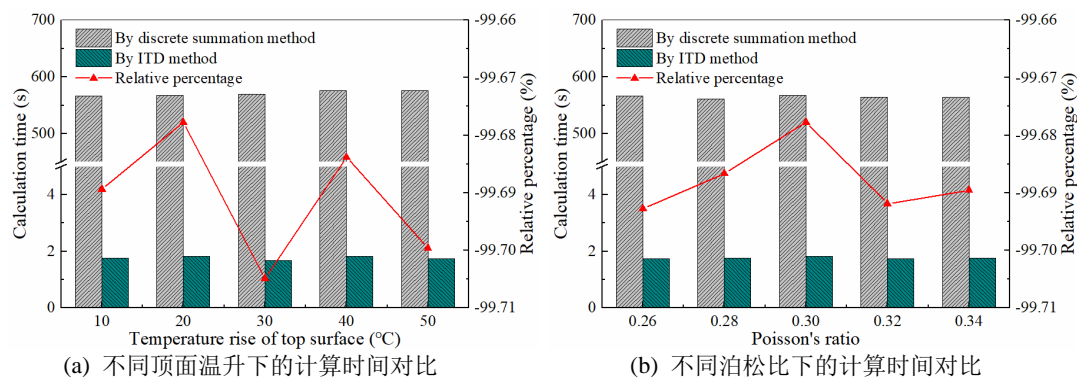 700
600
500
4
2
0
Calculation time (s)
By discrete summation method
By ITD method
Relative percentage
-99.66
-99.67
-99.68
-99.69
-99.70
-99.71
Relative percentage (%)
10 20 30 40 50
Temperature rise of top surface (℃)
(a) 不同顶面温升下的计算时间对比
700
600
500
4
2
0
Calculation time (s)
By discrete summation method
By ITD method
Relative percentage
-99.66
-99.67
-99.68
-99.69
-99.70
-99.71
Relative percentage (%)
0.26 0.28 0.30 0.32 0.34
Poisson's ratio
(b) 不同泊松比下的计算时间对比